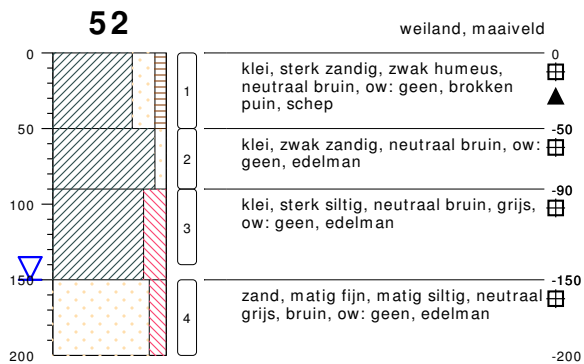 52
weiland, maaiveld
0
50
100
150
200
1
2
3
4
0
klei, sterk zandig, zwak humeus,
neutraal bruin, ow: geen, brokken
puin, schep
-50
klei, zwak zandig, neutraal bruin, ow:
geen, edelman
-90
klei, sterk siltig, neutraal bruin, grijs,
ow: geen, edelman
-150
zand, matig fijn, matig siltig, neutraal
grijs, bruin, ow: geen, edelman
-200